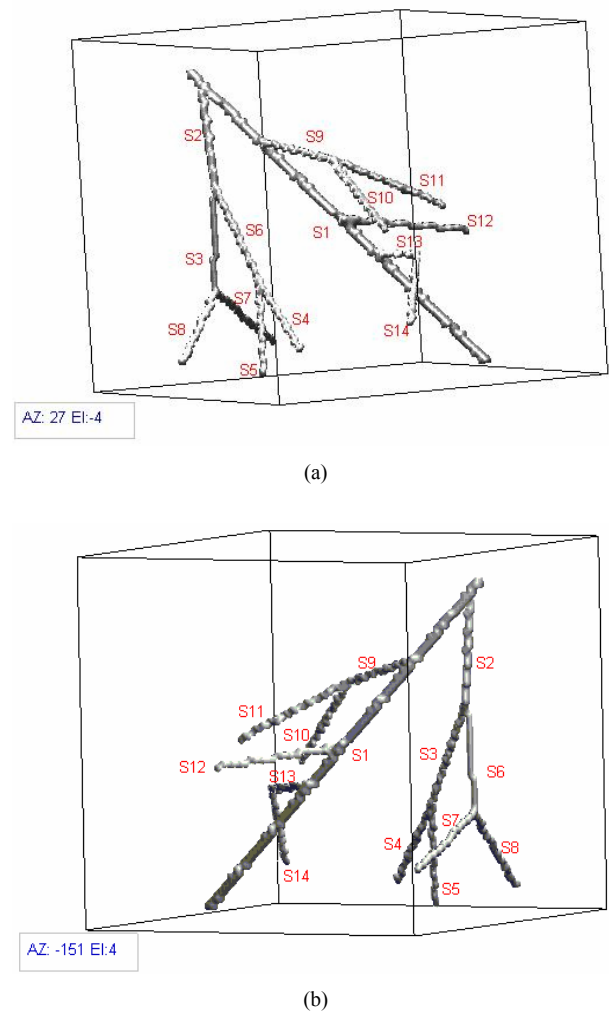 S2
S9
S11
S10
S12
S6
S1
S13
S3
S7
S4
S14
S8
S5
AZ: 27 El:-4
(a)
S9
S2
S11
S10
S1
S3
S12
S6
S13
S7
S4
S8
S14
S5
AZ: -151 El:4
(b)